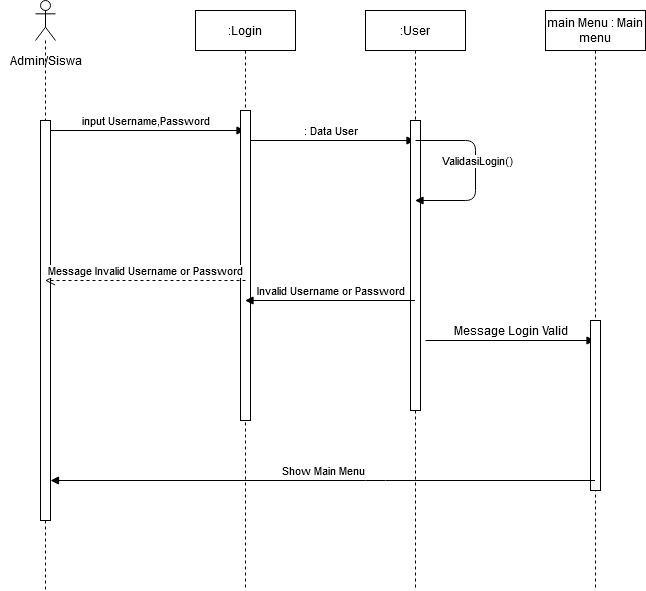 :Login
:User
main Menu : Main
menu
Admin/Siswa
input Username,Password
: Data User
ValidasiLogin()
Message Invalid Username or Password
Invalid Username or Password
Message Login Valid
Show Main Menu